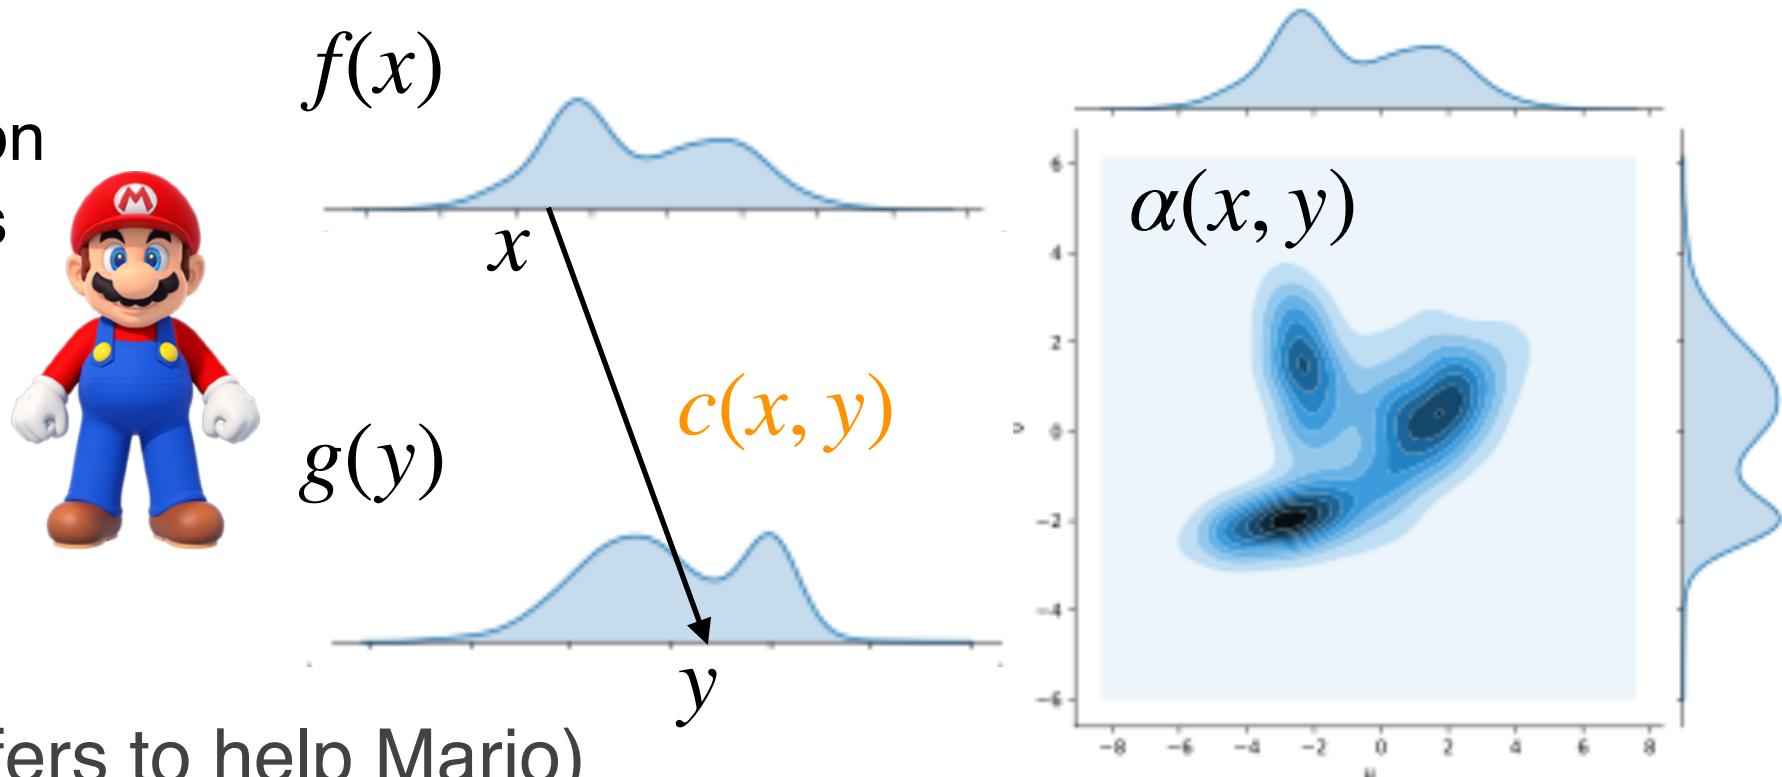 on
s
M
f(x)
x
c(x, y)
g(y)
y
α(x, y)
6
4
2
0
−2
−4
−6
−8 −6 −4 −2 0 2 4 6 8
fers to help Mario)